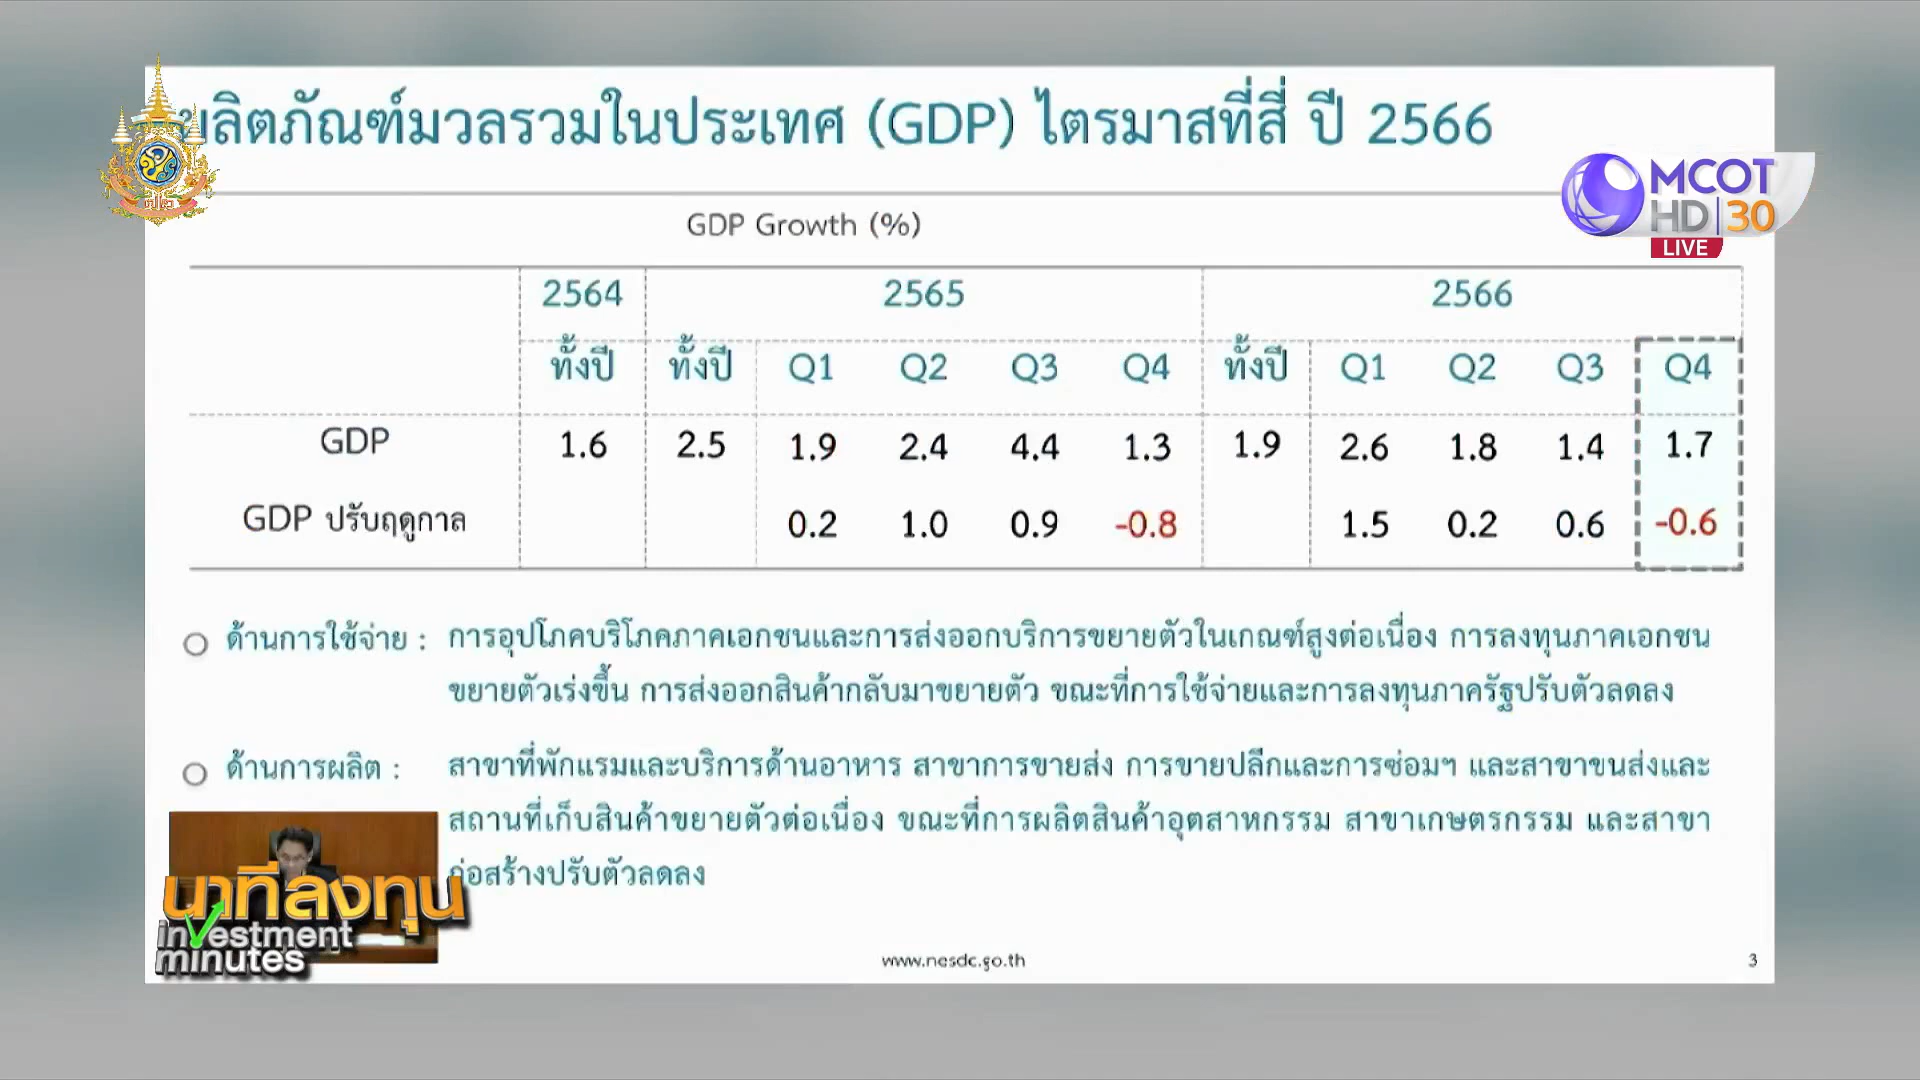 ผลิตภัณฑ์มวลรวมในประเทศ (GDP) ไตรมาสที่สี่ ปี 2566
MCOT
HD 30
LIVE
GDP Growth (%)
2564 2565 2566
ทั้งปี ทั้งปี Q1 Q2 Q3 Q4 ทั้งปี Q1 Q2 Q3 Q4
GDP 1.6 2.5 1.9 2.4 4.4 1.3 1.9 2.6 1.8 1.4 1.7
GDP ปรับฤดูกาล 0.2 1.0 0.9 -0.8 1.5 0.2 0.6 -0.6
ด้านการใช้จ่าย : การอุปโภคบริโภคภาคเอกชนและการส่งออกบริการขยายตัวในเกณฑ์สูงต่อเนื่อง การลงทุนภาคเอกชน
ขยายตัวเร่งขึ้น การส่งออกสินค้ากลับมาขยายตัว ขณะที่การใช้จ่ายและการลงทุนภาครัฐปรับตัวลดลง
ด้านการผลิต : สาขาที่พักแรมและบริการด้านอาหาร สาขาการขายส่ง การขายปลีกและการซ่อมฯ และสาขาขนส่งและ
สถานที่เก็บสินค้าขยายตัวต่อเนื่อง ขณะที่การผลิตสินค้าอุตสาหกรรม สาขาเกษตรกรรม และสาขา
ก่อสร้างปรับตัวลดลง
นาทีลงทุน
investment
minutes
www.nesdc.go.th
3